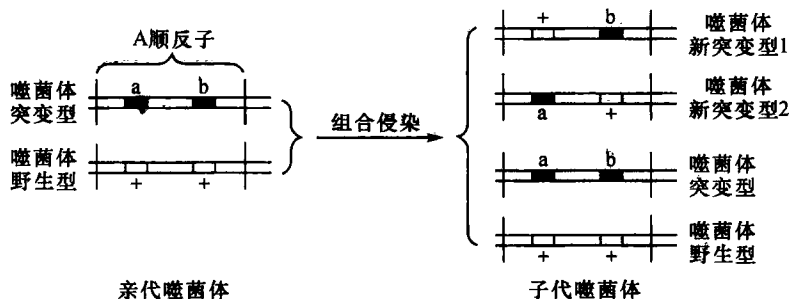 A顺反子
噬菌体
突变型
a b
噬菌体
野生型
+ +
组合侵染
+ b
噬菌体
新突变型1
噬菌体
新突变型2
a +
a b
噬菌体
突变型
噬菌体
野生型
+ +
亲代噬菌体
子代噬菌体